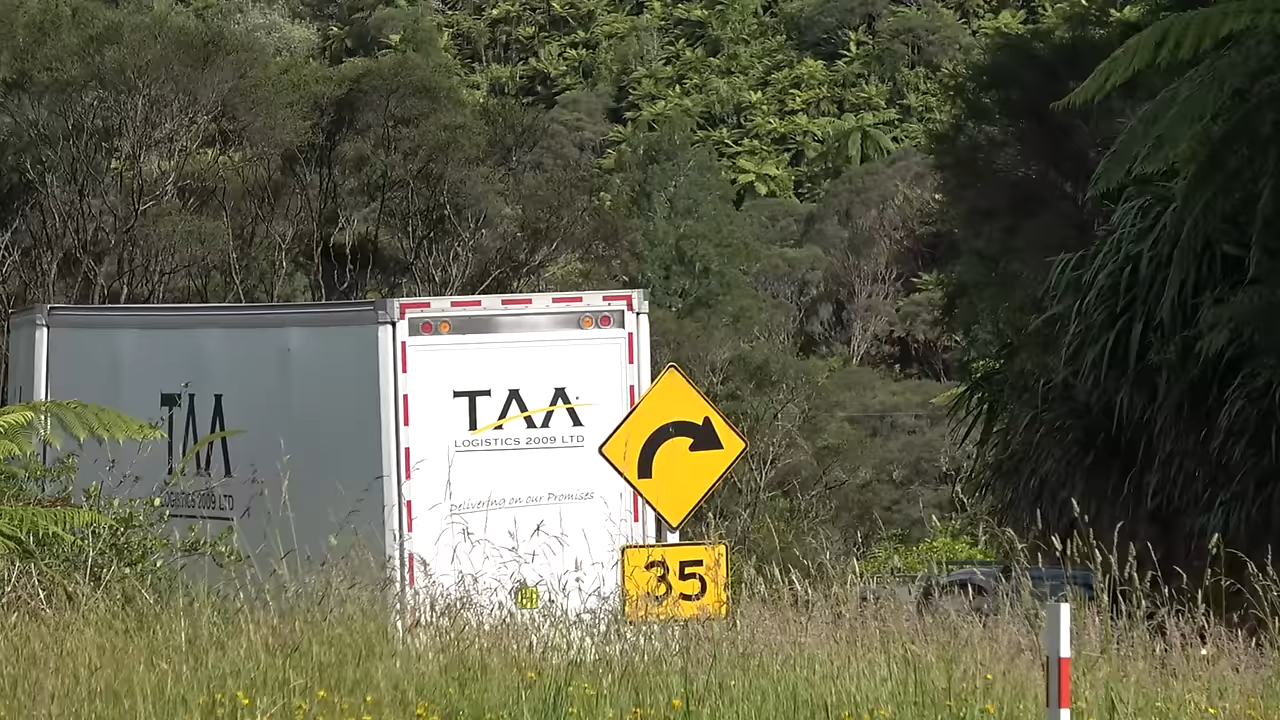 TAA
LOGISTICS 2009 LTD
TAA
LOGISTICS 2009 LTD
Delivering on our Promises
35